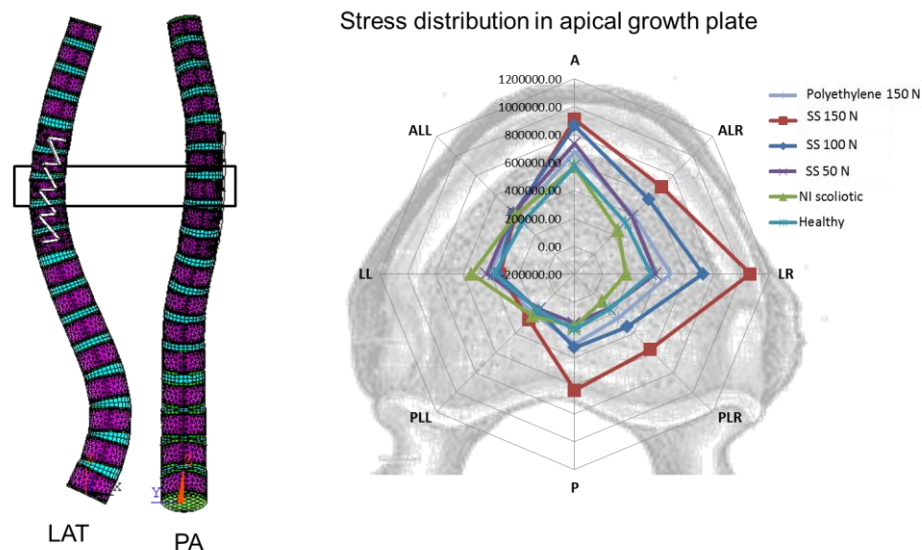 Stress distribution in apical growth plate
A
1200000.00
1000000.00
800000.00
600000.00
400000.00
200000.00
0.00
-200000.00
ALL
ALR
LL
LR
PLL
PLR
P
Polyethylene 150 N
SS 150 N
SS 100 N
SS 50 N
NI scoliotic
Healthy
X
Y
LAT
PA